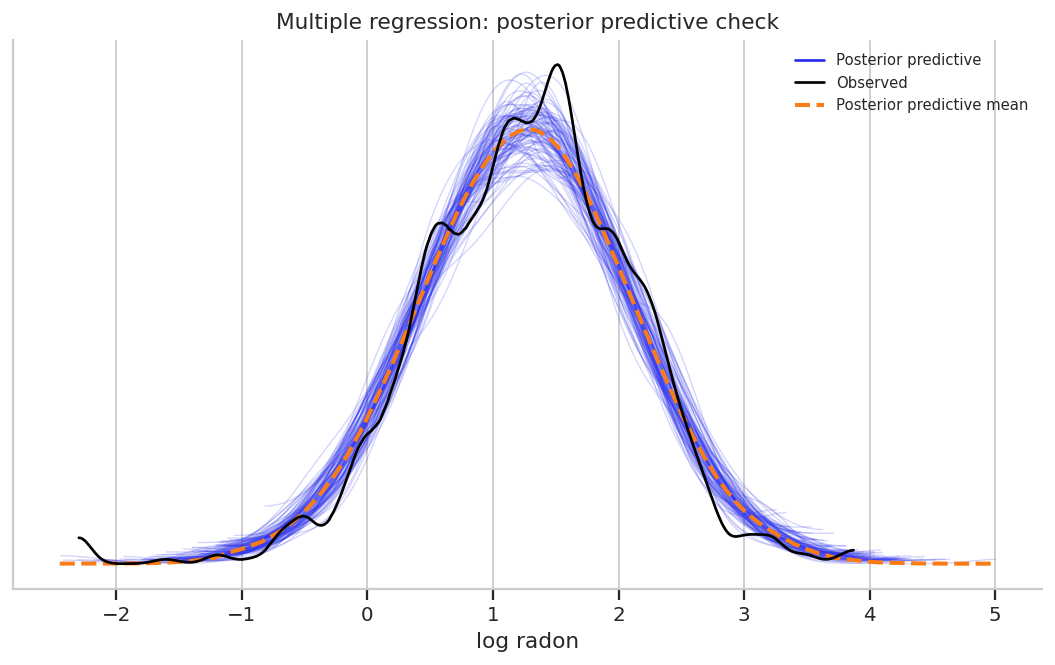 Multiple regression: posterior predictive check
Posterior predictive
Observed
Posterior predictive mean
−2 −1 0 1 2 3 4 5
log radon